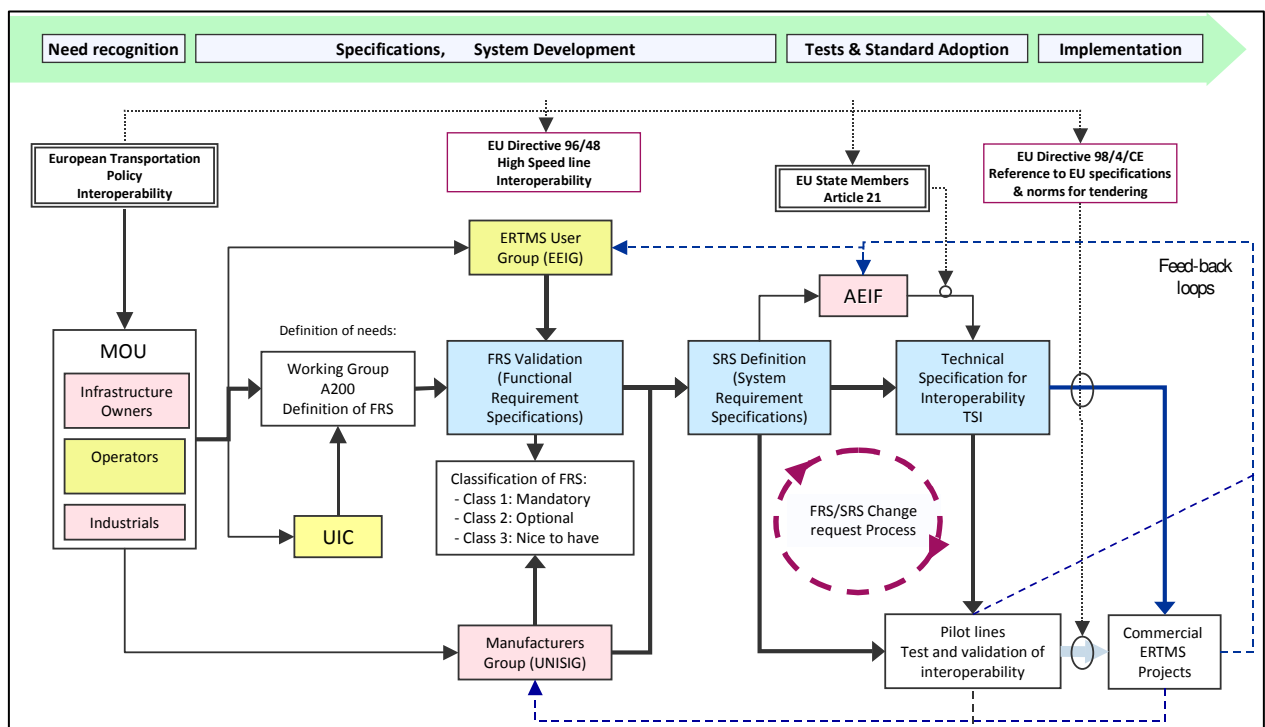 Need recognition
Specifications, System Development
Tests & Standard Adoption
Implementation
European Transportation
Policy
Interoperability
EU Directive 96/48
High Speed line
Interoperability
EU State Members
Article 21
EU Directive 98/4/CE
Reference to EU specifications
& norms for tendering
ERTMS User
Group (EEIG)
Feed-back
loops
AEIF
Definition of needs:
MOU
Infrastructure
Owners
Operators
Industrials
Working Group
A200
Definition of FRS
FRS Validation
(Functional
Requirement
Specifications)
SRS Definition
(System
Requirement
Specifications)
Technical
Specification for
Interoperability
TSI
Classification of FRS:
- Class 1: Mandatory
- Class 2: Optional
- Class 3: Nice to have
UIC
FRS/SRS Change
request Process
Manufacturers
Group (UNISIG)
Pilot lines
Test and validation of
interoperability
Commercial
ERTMS
Projects